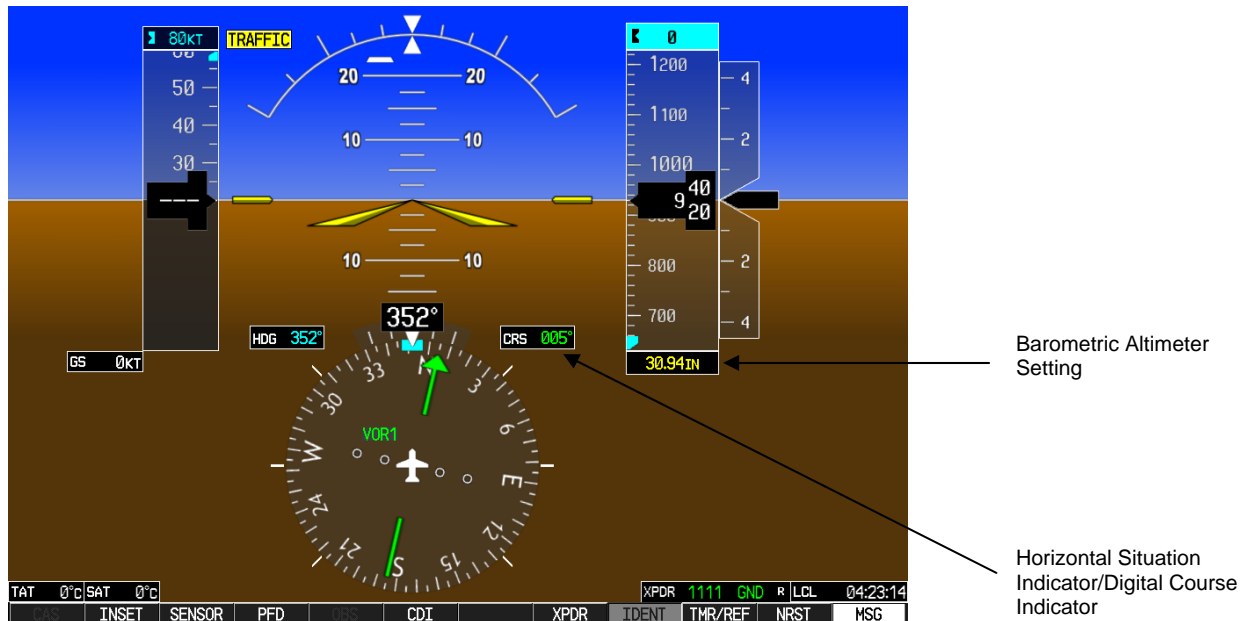 80KT
TRAFFIC
0
60
50
40
30
---
20 20
10 10
10 10
1200
1100
1000
900
800
700
9
40
20
4
2
2
4
352°
HDG 352°
CRS 005°
30.94IN
GS 0KT
N
3
6
E
12
15
S
21
24
W
30
33
VOR1
Barometric Altimeter
Setting
Horizontal Situation
Indicator/Digital Course
Indicator
TAT 0°C SAT 0°C
XPDR 1111 GND R LCL 04:23:14
CAS INSET SENSOR PFD OBS CDI XPDR IDENT TMR/REF NRST MSG